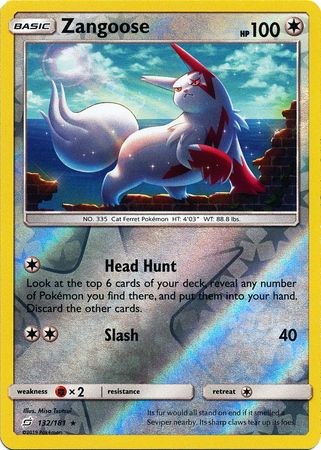 BASIC Zangoose HP 100
NO. 335 Cat Ferret Pokémon HT: 4'03" WT: 88.8 lbs.
Head Hunt
Look at the top 6 cards of your deck, reveal any number
of Pokémon you find there, and put them into your hand.
Discard the other cards.
Slash 40
weakness × 2 resistance retreat
Illus. Misa Tsutsui
132/181 ★
©2019 Pokémon
Its fur will all stand on end if it smelled a
Seviper nearby. Its sharp claws tear up its foes.